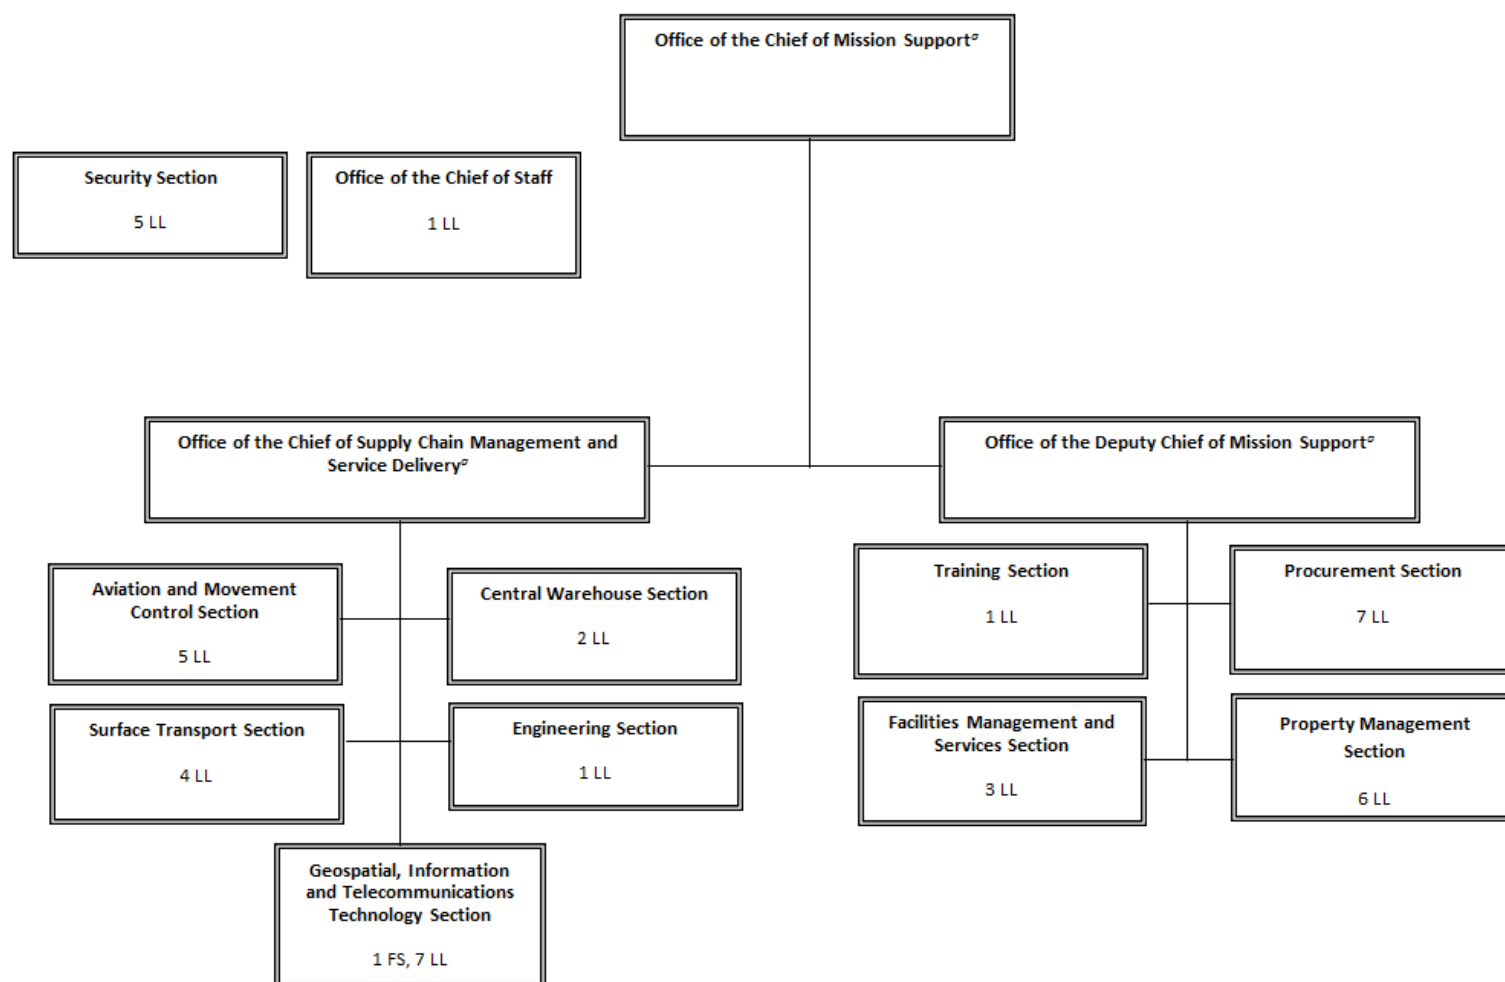 Office of the Chief of Mission Supportᵅ
Security Section
5 LL
Office of the Chief of Staff
1 LL
Office of the Chief of Supply Chain Management and
Service Deliveryᵅ
Office of the Deputy Chief of Mission Supportᵅ
Aviation and Movement
Control Section
5 LL
Central Warehouse Section
2 LL
Training Section
1 LL
Procurement Section
7 LL
Surface Transport Section
4 LL
Engineering Section
1 LL
Facilities Management and
Services Section
3 LL
Property Management
Section
6 LL
Geospatial, Information
and Telecommunications
Technology Section
1 FS, 7 LL